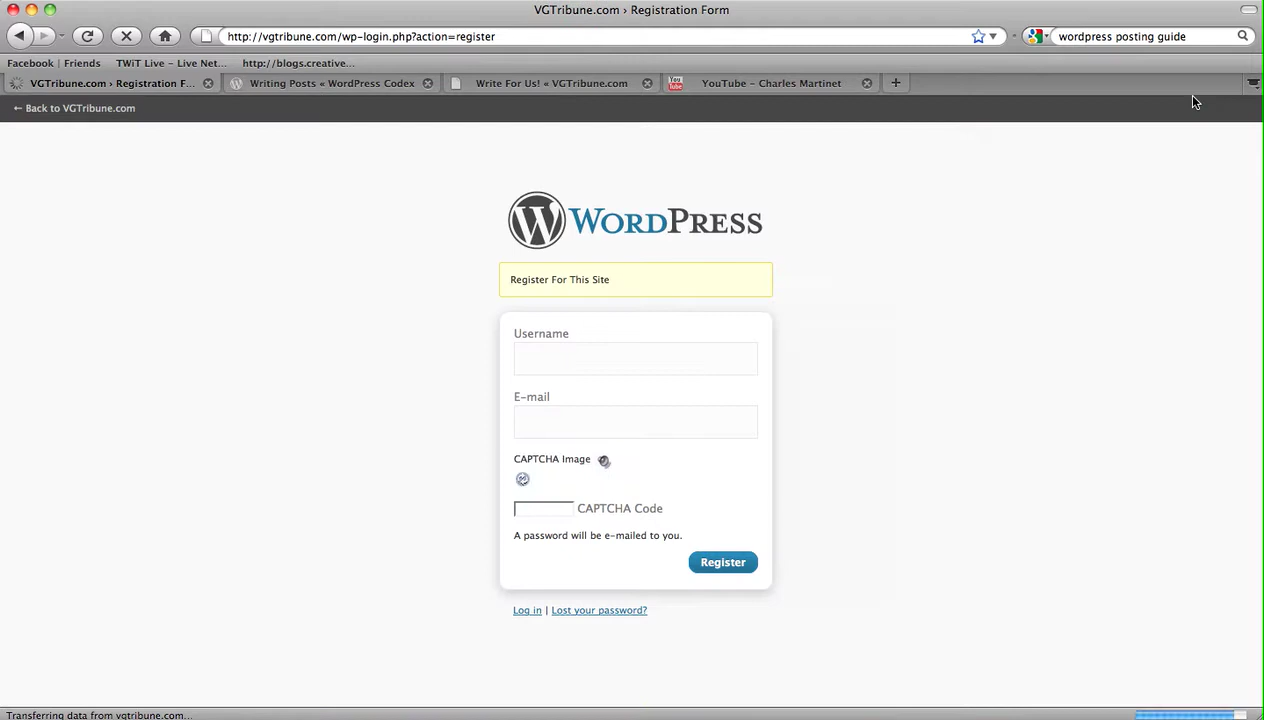 VGTribune.com › Registration Form
http://vgtribune.com/wp-login.php?action=register
wordpress posting guide
Facebook | Friends
TWiT Live - Live Net...
http://blogs.creative...
VGTribune.com › Registration F...
Writing Posts « WordPress Codex
Write For Us! « VGTribune.com
You Tube
YouTube - Charles Martinet
← Back to VGTribune.com
WORDPRESS
Register For This Site
Username
E-mail
CAPTCHA Image
CAPTCHA Code
A password will be e-mailed to you.
Register
Log in | Lost your password?
Transferring data from vgtribune.com...